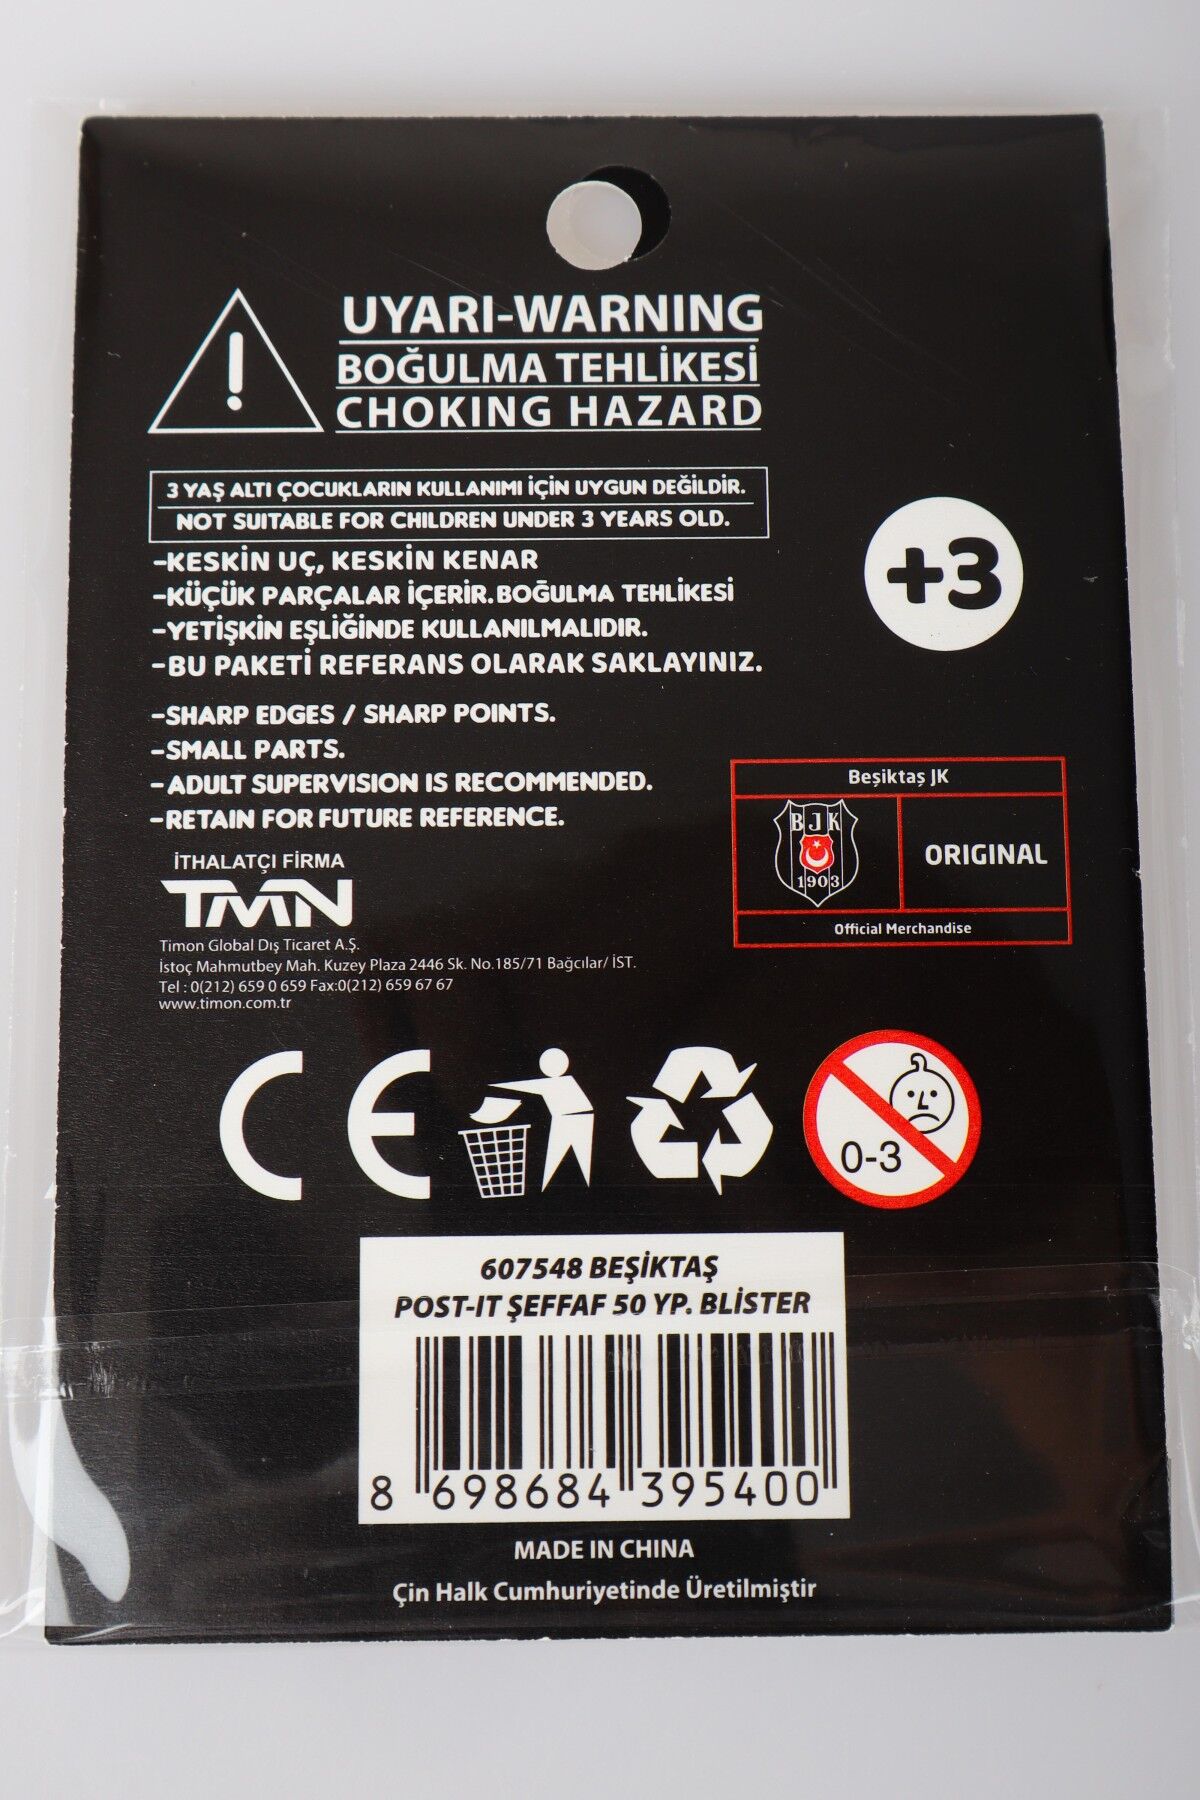 UYARI-WARNING
BOĞULMA TEHLİKESİ
CHOKING HAZARD
3 YAŞ ALTI ÇOCUKLARIN KULLANIMI İÇİN UYGUN DEĞİLDİR.
NOT SUITABLE FOR CHILDREN UNDER 3 YEARS OLD.
-KESKİN UÇ, KESKİN KENAR
-KÜÇÜK PARÇALAR İÇERİR.BOĞULMA TEHLİKESİ
-YETİŞKİN EŞLİĞİNDE KULLANILMALIDIR.
-BU PAKETİ REFERANS OLARAK SAKLAYINIZ.
+3
-SHARP EDGES / SHARP POINTS.
-SMALL PARTS.
-ADULT SUPERVISION IS RECOMMENDED.
-RETAIN FOR FUTURE REFERENCE.
Beşiktaş JK
BJK
1903
ORIGINAL
Official Merchandise
İTHALATÇI FİRMA
TMN
Timon Global Dış Ticaret A.Ş.
İstoç Mahmutbey Mah. Kuzey Plaza 2446 Sk. No.185/71 Bağcılar/ İST.
Tel : 0(212) 659 0 659 Fax:0(212) 659 67 67
www.timon.com.tr
CE
0-3
607548 BEŞİKTAŞ
POST-IT ŞEFFAF 50 YP. BLİSTER
8 698684 395400
MADE IN CHINA
Çin Halk Cumhuriyetinde Üretilmiştir